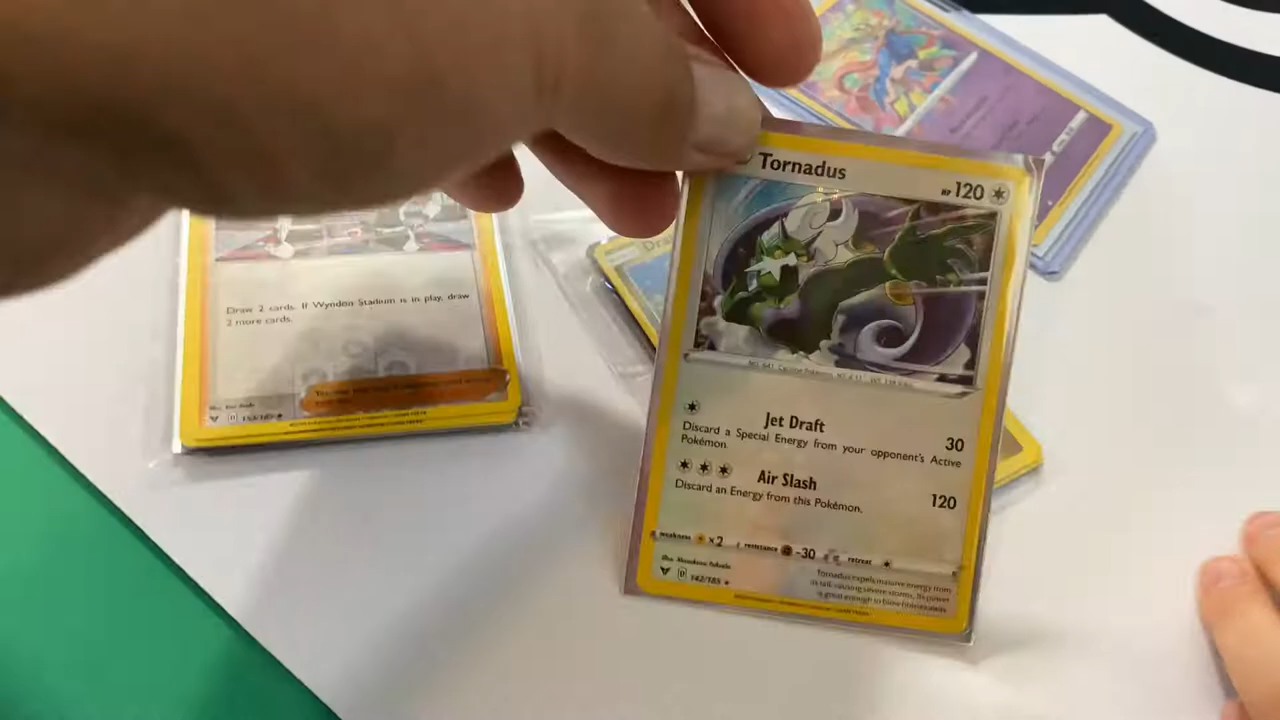 Tornadus
HP 120
Jet Draft 30
Discard a Special Energy from your opponent's Active
Pokémon.
Air Slash 120
Discard an Energy from this Pokémon.
weakness ×2 resistance -30 retreat
142/185
Tornadus expels massive energy from
its tail, causing severe storms. Its power
is great enough to blow houses away.
Draw 2 cards. If Wyndon Stadium is in play, draw
2 more cards.
153/185
Dra